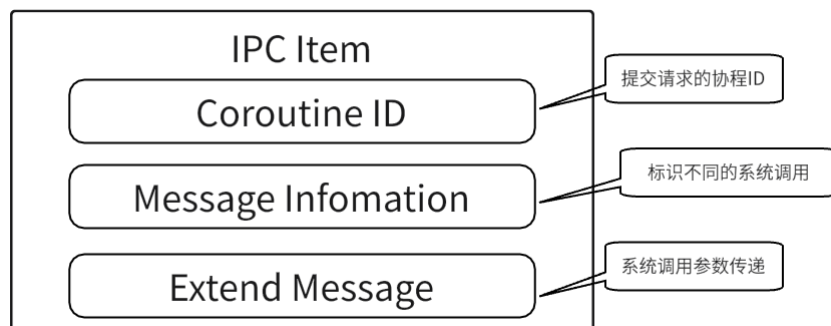 IPC Item
Coroutine ID
提交请求的协程ID
Message Infomation
标识不同的系统调用
Extend Message
系统调用参数传递